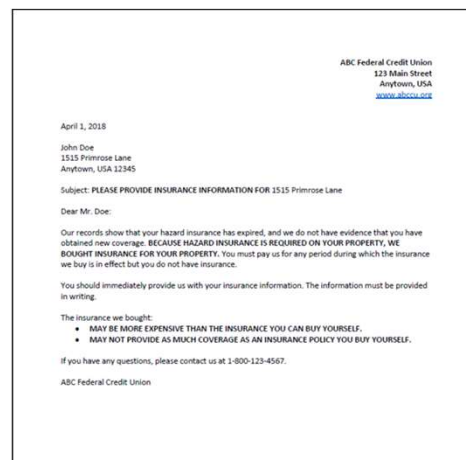 ABC Federal Credit Union
123 Main Street
Anytown, USA
www.abccu.org
April 1, 2018
John Doe
1515 Primrose Lane
Anytown, USA 12345
Subject: PLEASE PROVIDE INSURANCE INFORMATION FOR 1515 Primrose Lane
Dear Mr. Doe:
Our records show that your hazard insurance has expired, and we do not have evidence that you have
obtained new coverage. BECAUSE HAZARD INSURANCE IS REQUIRED ON YOUR PROPERTY, WE
BOUGHT INSURANCE FOR YOUR PROPERTY. You must pay us for any period during which the insurance
we buy is in effect but you do not have insurance.
You should immediately provide us with your insurance information. The information must be provided
in writing.
The insurance we bought:
• MAY BE MORE EXPENSIVE THAN THE INSURANCE YOU CAN BUY YOURSELF.
• MAY NOT PROVIDE AS MUCH COVERAGE AS AN INSURANCE POLICY YOU BUY YOURSELF.
If you have any questions, please contact us at 1-800-123-4567.
ABC Federal Credit Union